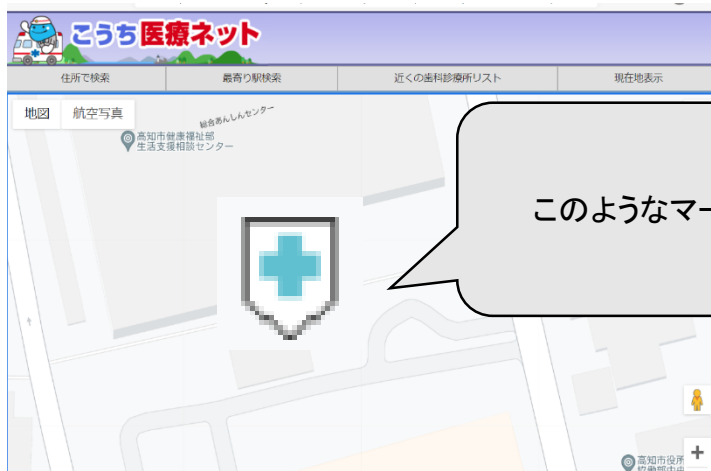 こうち医療ネット
住所で検索 最寄り駅検索 近くの歯科診療所リスト 現在地表示
地図 航空写真
総合あんしんセンター
高知市健康福祉部
生活支援相談センター
このようなマー
高知市役所